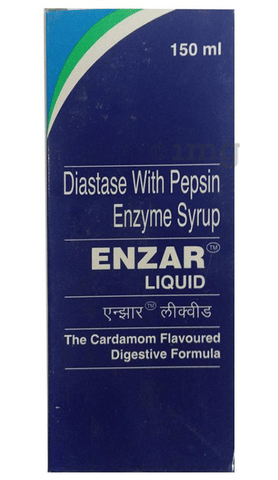 150 ml
Diastase With Pepsin
Enzyme Syrup
ENZAR™
LIQUID
एन्झार™ लीक्वीड
The Cardamom Flavoured
Digestive Formula